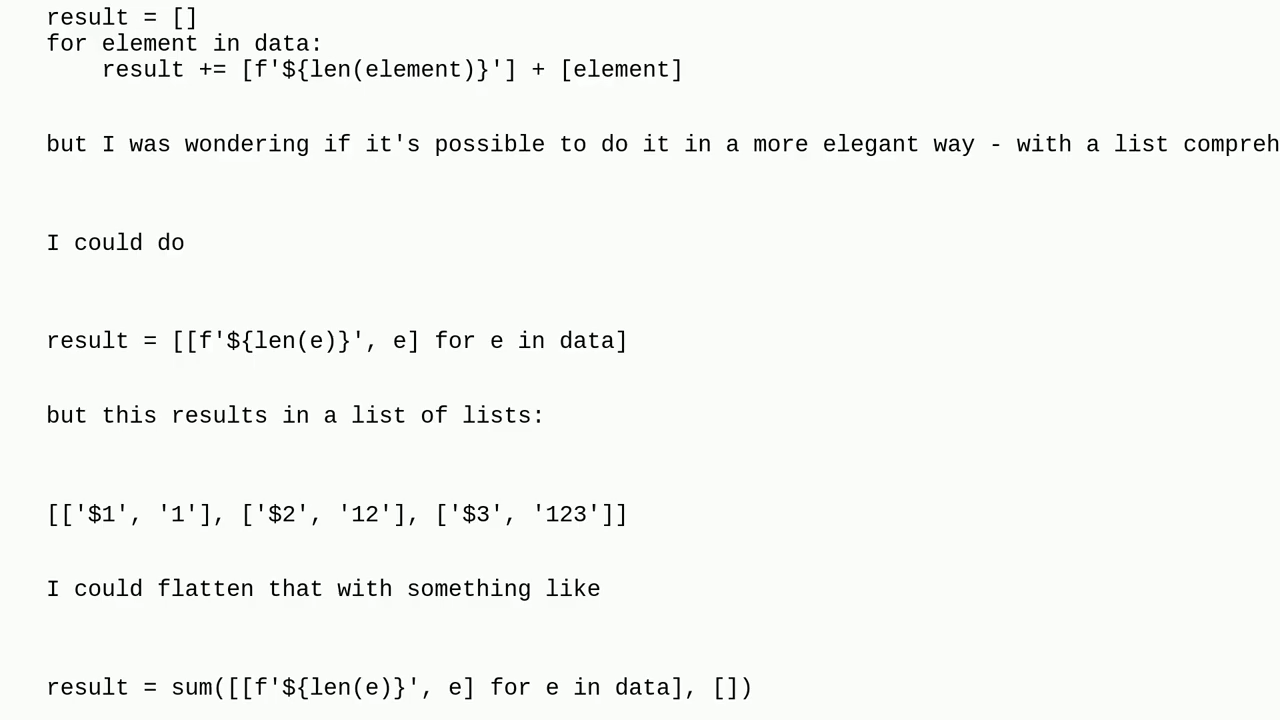 result = []
for element in data:
    result += [f'${len(element)}'] + [element]
but I was wondering if it's possible to do it in a more elegant way - with a list compreh
I could do
result = [[f'${len(e)}', e] for e in data]
but this results in a list of lists:
[['$1', '1'], ['$2', '12'], ['$3', '123']]
I could flatten that with something like
result = sum([[f'${len(e)}', e] for e in data], [])